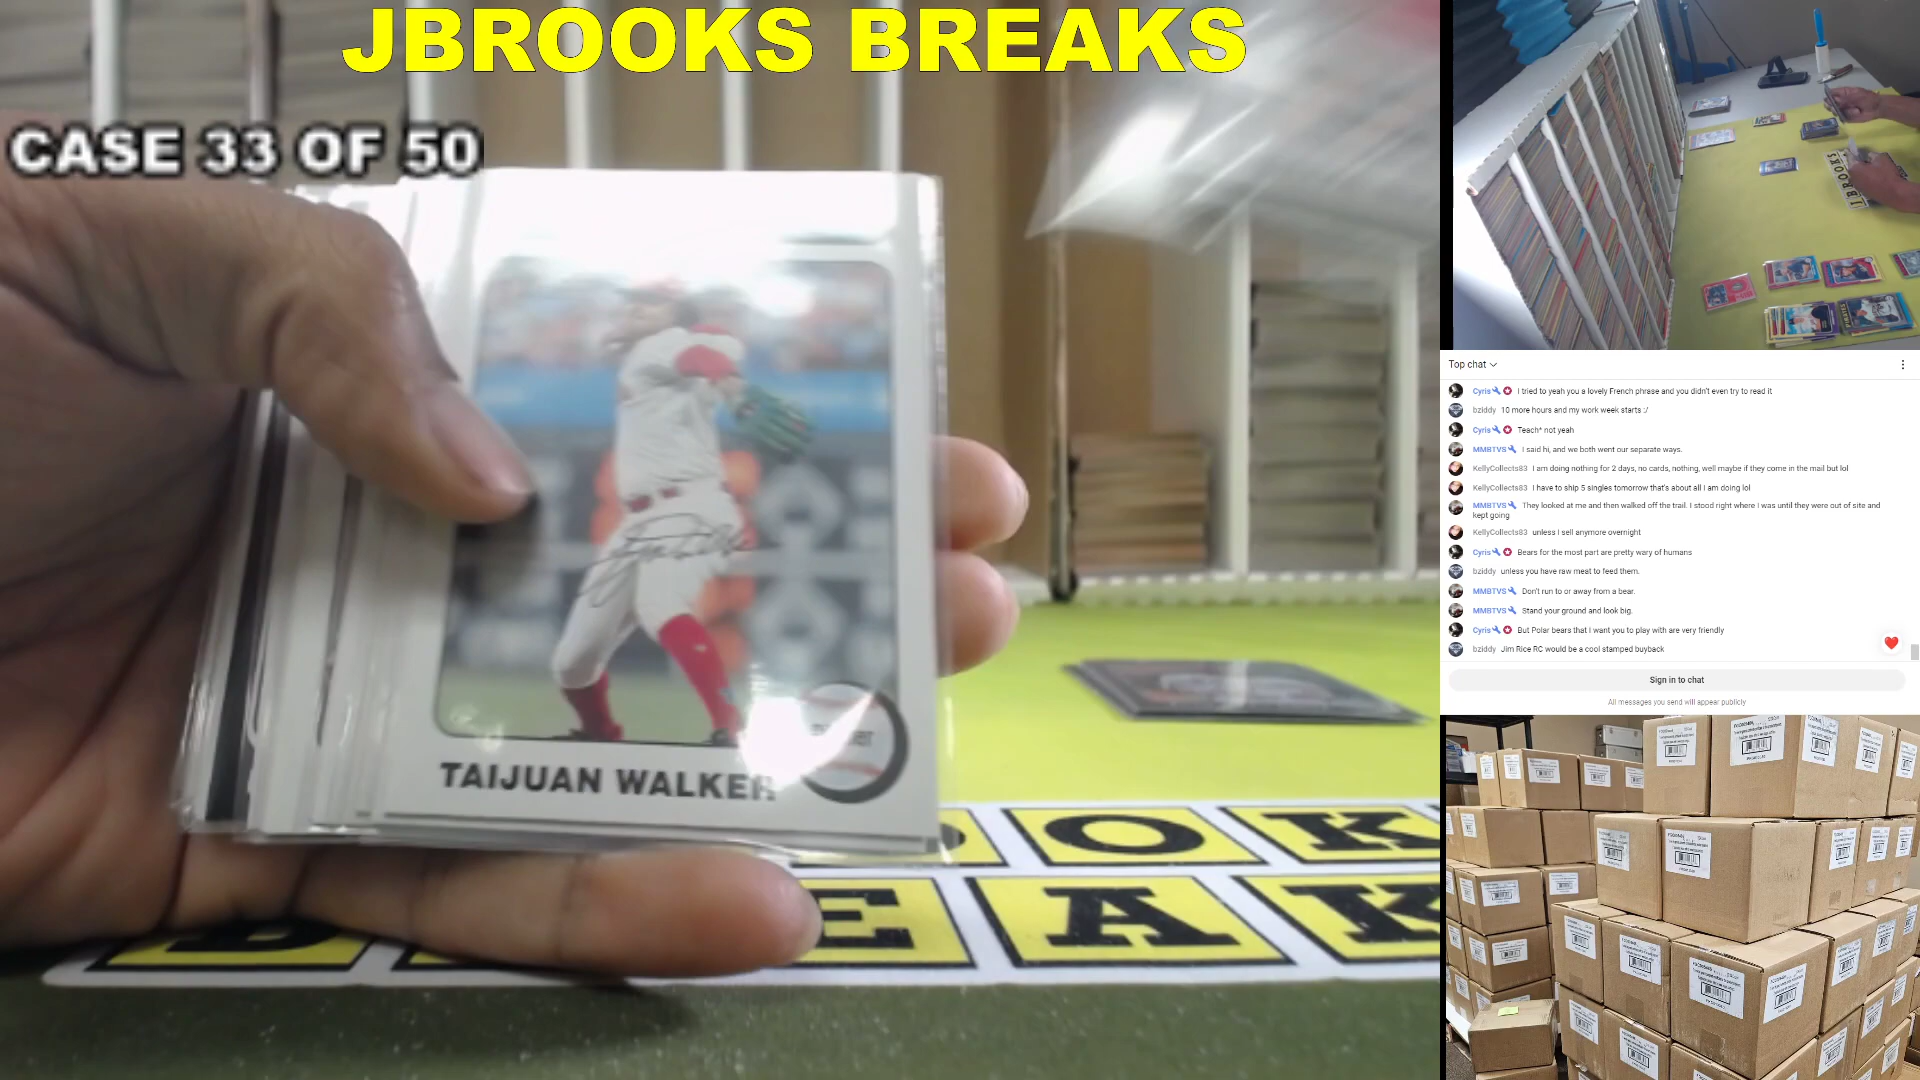 JBROOKS BREAKS
CASE 33 OF 50
TAIJUAN WALKER
O K
E A K
JBROOKS
Top chat
Cyris I tried to yeah you a lovely French phrase and you didn't even try to read it
bziddy 10 more hours and my work week starts :/
Cyris Teach* not yeah
MMBTVS I said hi, and we both went our separate ways.
KellyCollects83 I am doing nothing for 2 days, no cards, nothing, well maybe if they come in the mail but lol
KellyCollects83 I have to ship 5 singles tomorrow that's about all I am doing lol
MMBTVS They looked at me and then walked off the trail. I stood right where I was until they were out of site and
kept going
KellyCollects83 unless I sell anymore overnight
Cyris Bears for the most part are pretty wary of humans
bziddy unless you have raw meat to feed them.
MMBTVS Don't run to or away from a bear.
MMBTVS Stand your ground and look big.
Cyris But Polar bears that I want you to play with are very friendly
bziddy Jim Rice RC would be a cool stamped buyback
Sign in to chat
All messages you send will appear publicly